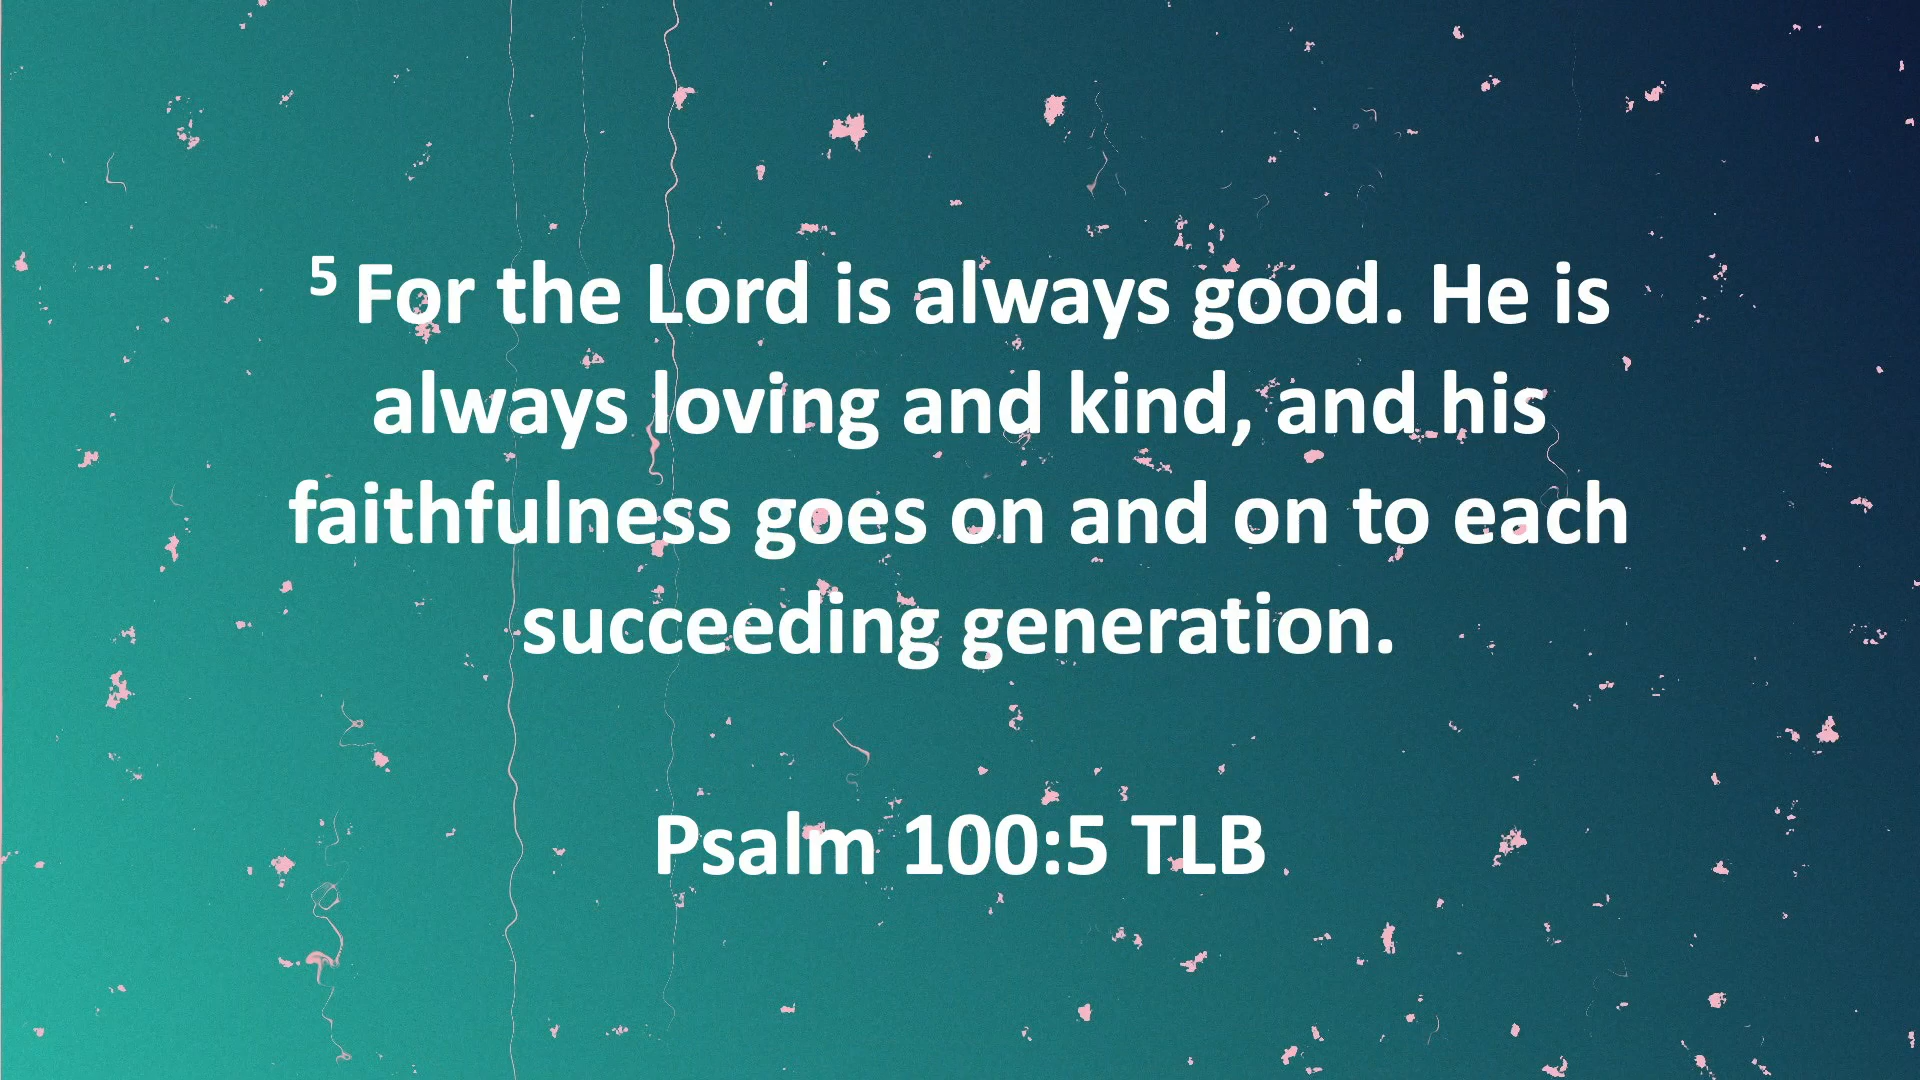 5 For the Lord is always good. He is
always loving and kind, and his
faithfulness goes on and on to each
succeeding generation.
Psalm 100:5 TLB